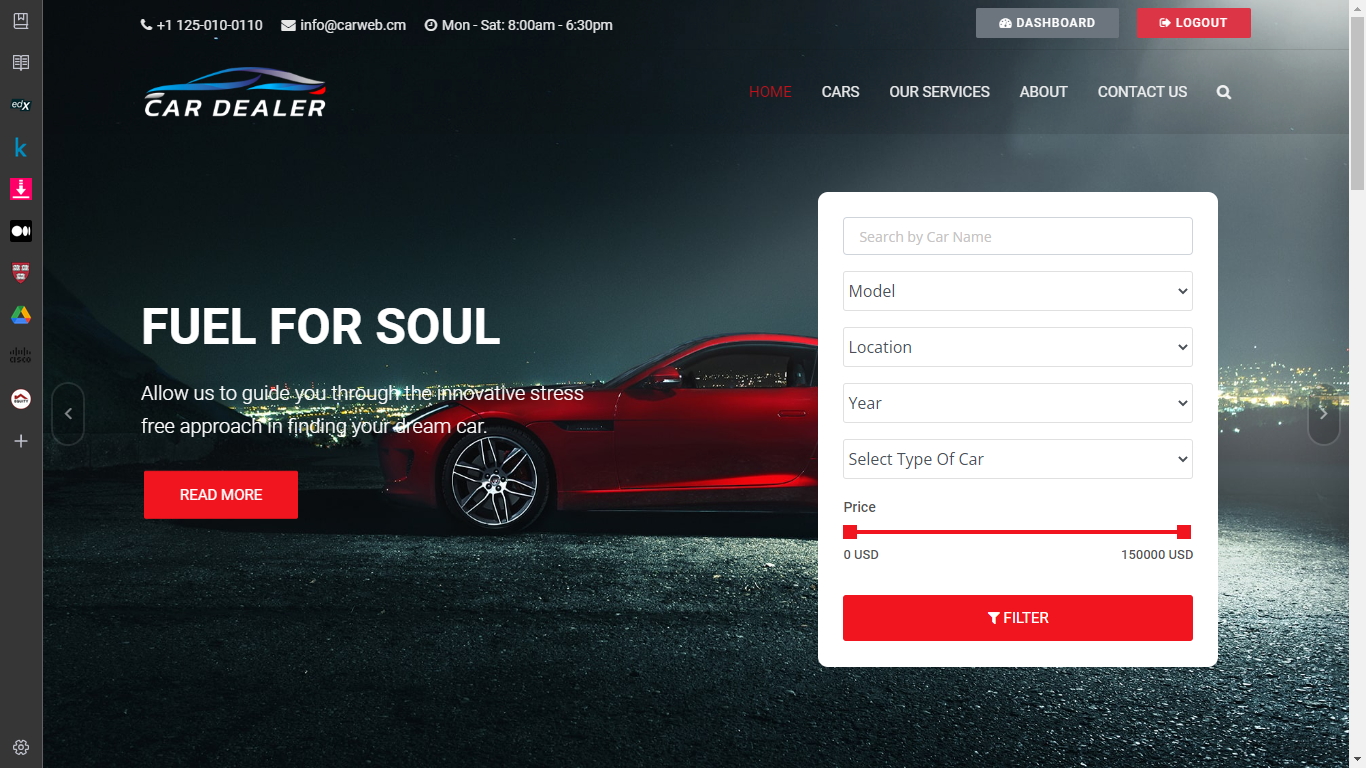 +1 125-010-0110
info@carweb.cm
Mon - Sat: 8:00am - 6:30pm
DASHBOARD
LOGOUT
CAR DEALER
HOME
CARS
OUR SERVICES
ABOUT
CONTACT US
edX
k
cisco
EQUITY
FUEL FOR SOUL
Allow us to guide you through the innovative stress
free approach in finding your dream car.
READ MORE
Search by Car Name
Model
Location
Year
Select Type Of Car
Price
0 USD
150000 USD
FILTER